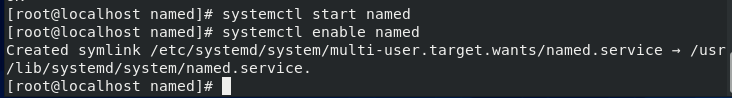 [root@localhost named]# systemctl start named
[root@localhost named]# systemctl enable named
Created symlink /etc/systemd/system/multi-user.target.wants/named.service → /usr
/lib/systemd/system/named.service.
[root@localhost named]#